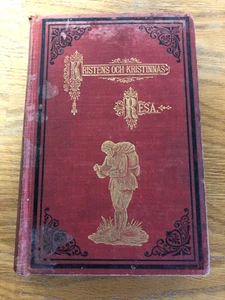 KRISTENS OCH KRISTINNAS
RESA.